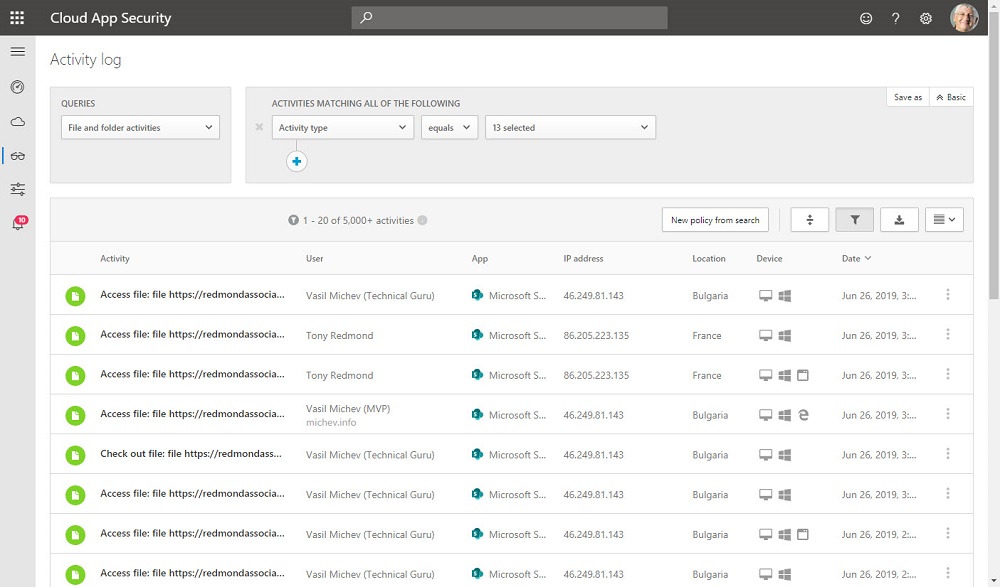 Cloud App Security
Activity log
QUERIES
File and folder activities
ACTIVITIES MATCHING ALL OF THE FOLLOWING
Save as
Basic
Activity type
equals
13 selected
10
1 - 20 of 5,000+ activities
New policy from search
Activity User App IP address Location Device Date
Access file: file https://redmondassocia... Vasil Michev (Technical Guru) Microsoft S... 46.249.81.143 Bulgaria Jun 26, 2019, 3:...
Access file: file https://redmondassocia... Tony Redmond Microsoft S... 86.205.223.135 France Jun 26, 2019, 3:...
Access file: file https://redmondassocia... Tony Redmond Microsoft S... 86.205.223.135 France Jun 26, 2019, 3:...
Access file: file https://redmondassocia... Vasil Michev (MVP) Microsoft S... 46.249.81.143 Bulgaria Jun 26, 2019, 3:...
michev.info
Check out file: file https://redmondass... Vasil Michev (Technical Guru) Microsoft S... 46.249.81.143 Bulgaria Jun 26, 2019, 3:...
Access file: file https://redmondassocia... Vasil Michev (Technical Guru) Microsoft S... 46.249.81.143 Bulgaria Jun 26, 2019, 3:...
Access file: file https://redmondassocia... Vasil Michev (Technical Guru) Microsoft S... 46.249.81.143 Bulgaria Jun 26, 2019, 2:...
Access file: file https://redmondassocia... Vasil Michev (Technical Guru) Microsoft S... 46.249.81.143 Bulgaria Jun 26, 2019, 2:...